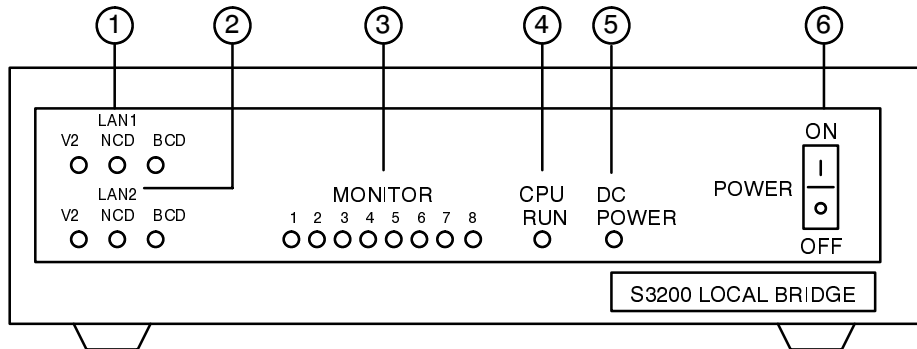 1 2 3 4 5 6
LAN1
V2 NCD BCD
LAN2
V2 NCD BCD
MONITOR
1 2 3 4 5 6 7 8
CPU
RUN
DC
POWER
POWER
ON
I
O
OFF
S3200 LOCAL BRIDGE